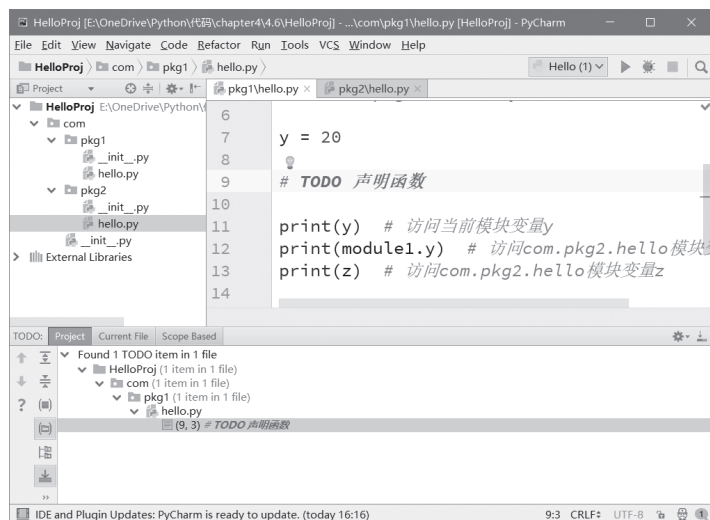 HelloProj [E:\OneDrive\Python\代码\chapter4\4.6\HelloProj] - ...\com\pkg1\hello.py [HelloProj] - PyCharm
File Edit View Navigate Code Refactor Run Tools VCS Window Help
HelloProj com pkg1 hello.py Hello (1)
Project pkg1\hello.py × pkg2\hello.py ×
HelloProj E:\OneDrive\Python\
com
pkg1
__init__.py
hello.py
pkg2
__init__.py
hello.py
__init__.py
External Libraries
6
7 y = 20
8
9 # TODO 声明函数
10
11 print(y) # 访问当前模块变量y
12 print(module1.y) # 访问com.pkg2.hello模块
13 print(z) # 访问com.pkg2.hello模块变量z
14
TODO: Project Current File Scope Based
Found 1 TODO item in 1 file
HelloProj (1 item in 1 file)
com (1 item in 1 file)
pkg1 (1 item in 1 file)
hello.py
(9, 3) # TODO 声明函数
IDE and Plugin Updates: PyCharm is ready to update. (today 16:16) 9:3 CRLF UTF-8 1